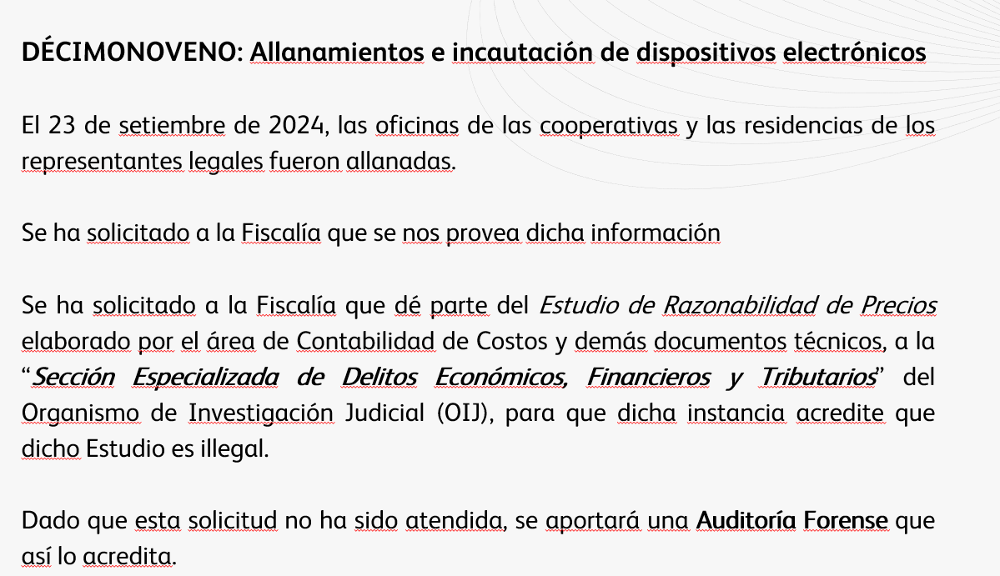 DÉCIMONOVENO: Allanamientos e incautación de dispositivos electrónicos
El 23 de setiembre de 2024, las oficinas de las cooperativas y las residencias de los
representantes legales fueron allanadas.
Se ha solicitado a la Fiscalía que se nos provea dicha información
Se ha solicitado a la Fiscalía que dé parte del Estudio de Razonabilidad de Precios
elaborado por el área de Contabilidad de Costos y demás documentos técnicos, a la
“Sección Especializada de Delitos Económicos, Financieros y Tributarios” del
Organismo de Investigación Judicial (OIJ), para que dicha instancia acredite que
dicho Estudio es illegal.
Dado que esta solicitud no ha sido atendida, se aportará una Auditoría Forense que
así lo acredita.